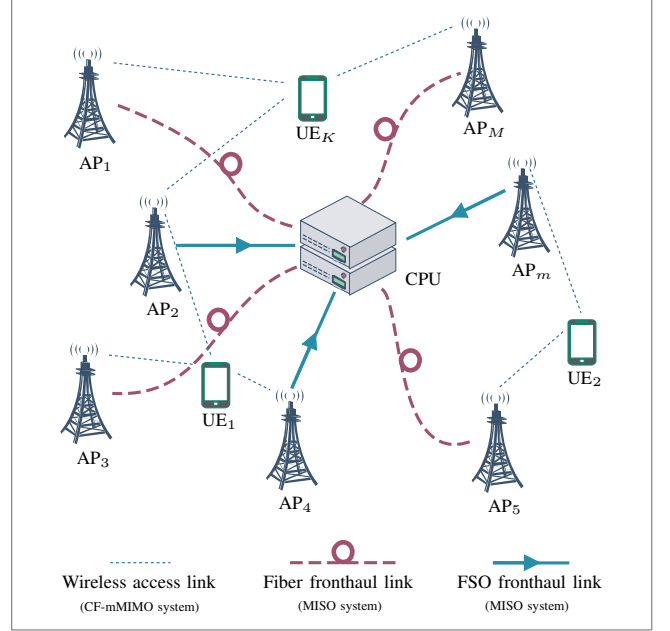 UE_K
AP_M
AP_1
CPU
AP_m
AP_2
UE_2
UE_1
AP_3
AP_4
AP_5
Wireless access link
(CF-mMIMO system)
Fiber fronthaul link
(MISO system)
FSO fronthaul link
(MISO system)